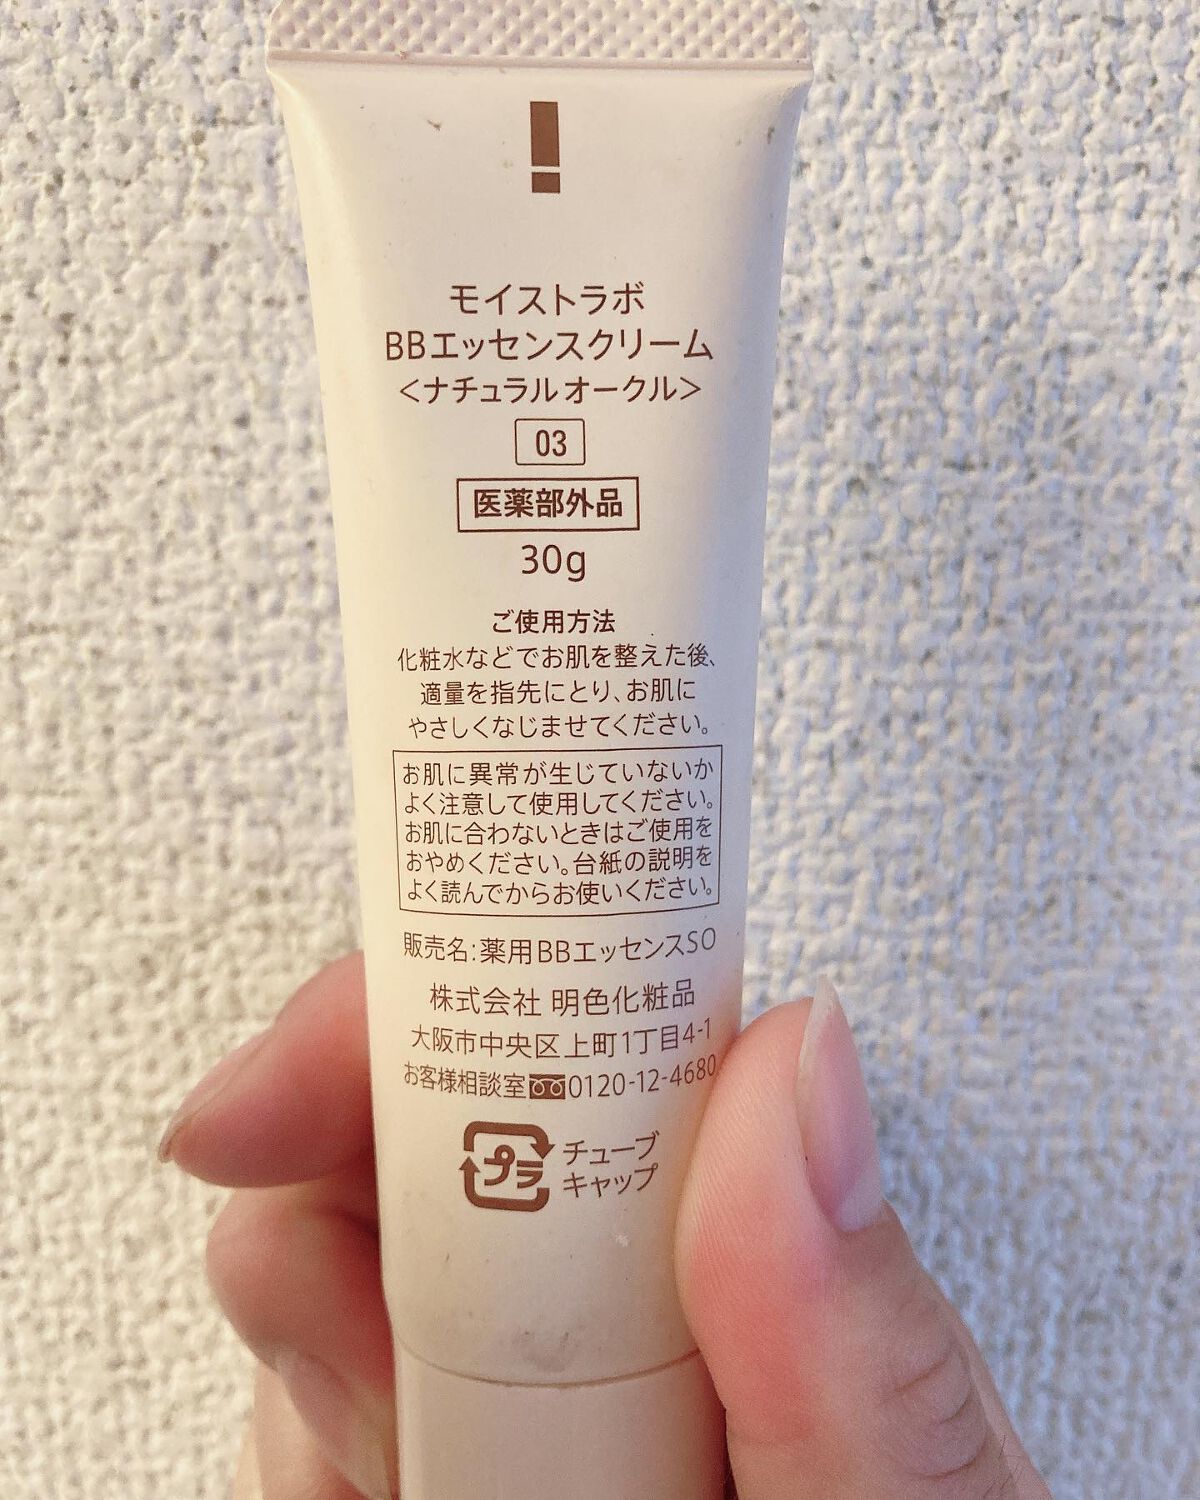 モイストラボ
BBエッセンスクリーム
<ナチュラルオークル>
03
医薬部外品
30g
ご使用方法
化粧水などでお肌を整えた後、
適量を指先にとり、お肌に
やさしくなじませてください。
お肌に異常が生じていないか
よく注意して使用してください。
お肌に合わないときはご使用を
おやめください。台紙の説明を
よく読んでからお使いください。
販売名:薬用BBエッセンスSO
株式会社 明色化粧品
大阪市中央区上町1丁目4-1
お客様相談室 0120-12-4680
プラ チューブ
キャップ